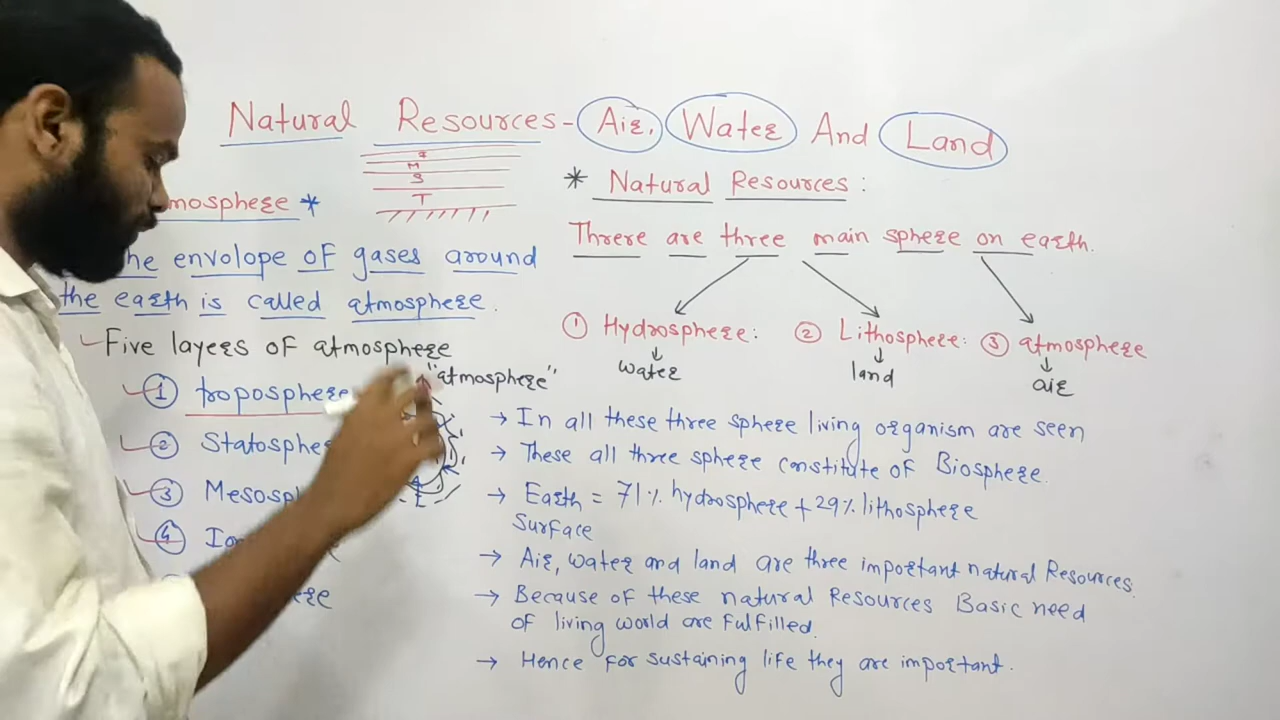 Natural Resources- Air, Water And Land
I
M
S
T
mosphere *
he envolope of gases around
the earth is called atmosphere.
Five layers of atmosphere
① troposphere
② Statosphe
③ Mesosp
④ Io
ere
"atmosphere"
* Natural Resources:
Threre are three main sphere on earth.
① Hydrosphere: ② Lithosphere: ③ atmosphere
water land air
→ In all these three sphere living organism are seen
→ These all three sphere constitute of Biosphere.
→ Earth = 71% hydrosphere + 29% lithosphere
Surface
→ Air, water and land are three important natural Resources.
→ Because of these natural Resources Basic need
of living world are fulfilled.
→ Hence for sustaining life they are important.